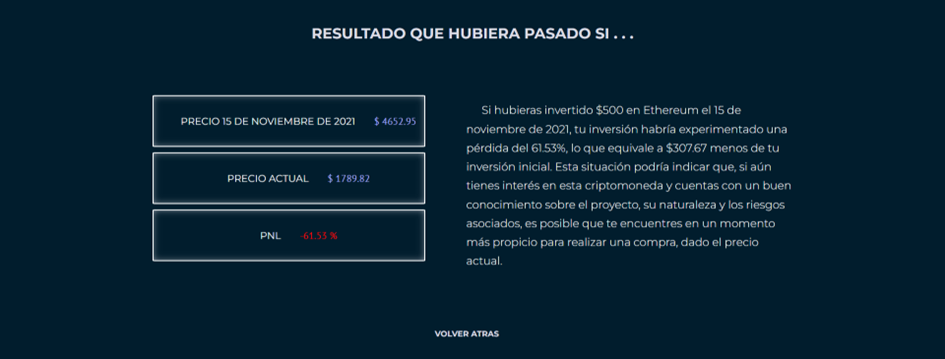 RESULTADO QUE HUBIERA PASADO SI . . .
PRECIO 15 DE NOVIEMBRE DE 2021 $ 4652.95
PRECIO ACTUAL $ 1789.82
PNL -61.53 %
Si hubieras invertido $500 en Ethereum el 15 de
noviembre de 2021, tu inversión habría experimentado una
pérdida del 61.53%, lo que equivale a $307.67 menos de tu
inversión inicial. Esta situación podría indicar que, si aún
tienes interés en esta criptomoneda y cuentas con un buen
conocimiento sobre el proyecto, su naturaleza y los riesgos
asociados, es posible que te encuentres en un momento
más propicio para realizar una compra, dado el precio
actual.
VOLVER ATRAS